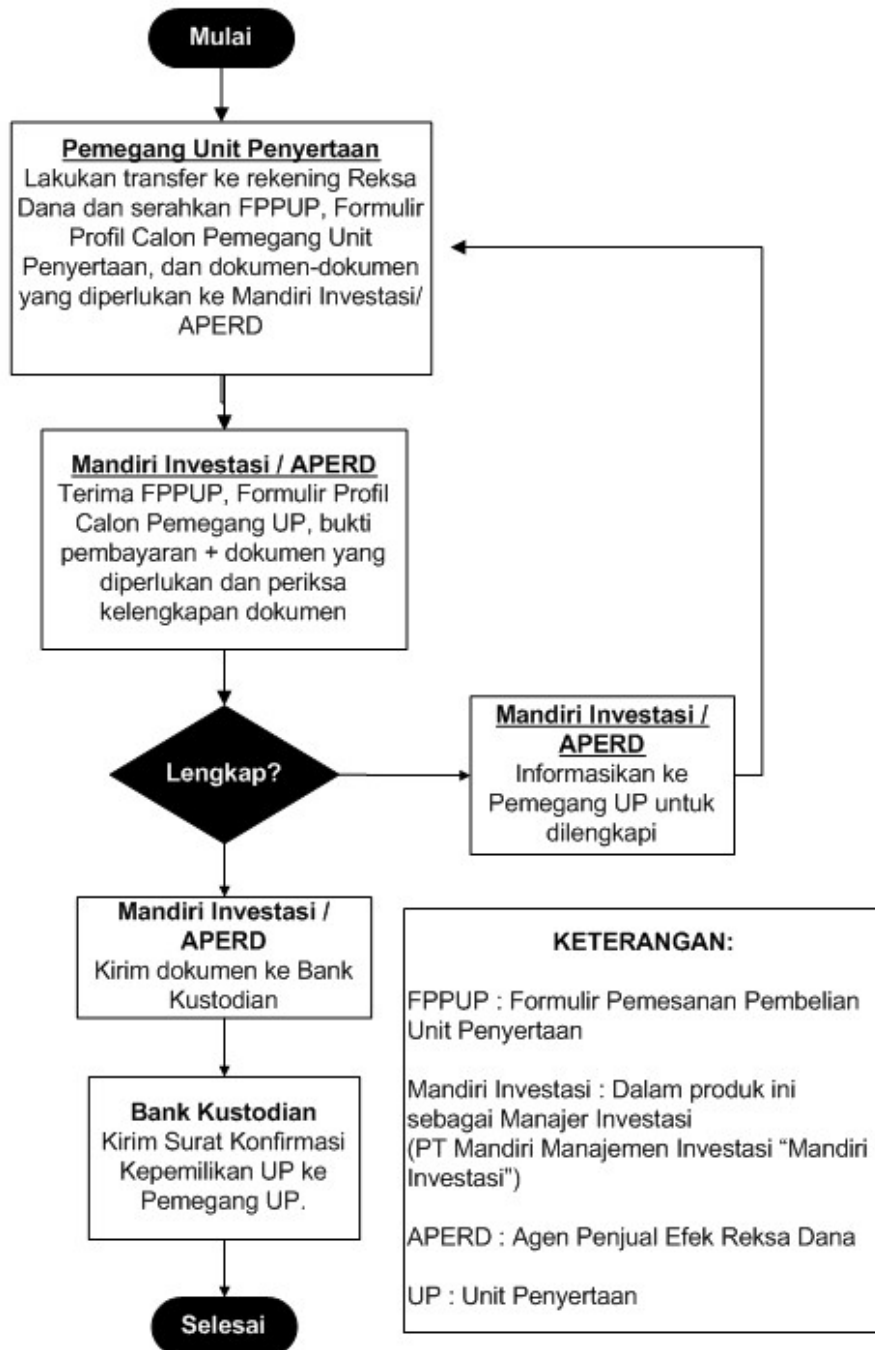 Mulai
Pemegang Unit Penyertaan
Lakukan transfer ke rekening Reksa
Dana dan serahkan FPPUP, Formulir
Profil Calon Pemegang Unit
Penyertaan, dan dokumen-dokumen
yang diperlukan ke Mandiri Investasi/
APERD
Mandiri Investasi / APERD
Terima FPPUP, Formulir Profil
Calon Pemegang UP, bukti
pembayaran + dokumen yang
diperlukan dan periksa
kelengkapan dokumen
Lengkap?
Mandiri Investasi /
APERD
Informasikan ke
Pemegang UP untuk
dilengkapi
Mandiri Investasi /
APERD
Kirim dokumen ke Bank
Kustodian
Bank Kustodian
Kirim Surat Konfirmasi
Kepemilikan UP ke
Pemegang UP.
Selesai
KETERANGAN:
FPPUP : Formulir Pemesanan Pembelian
Unit Penyertaan
Mandiri Investasi : Dalam produk ini
sebagai Manajer Investasi
(PT Mandiri Manajemen Investasi “Mandiri
Investasi”)
APERD : Agen Penjual Efek Reksa Dana
UP : Unit Penyertaan